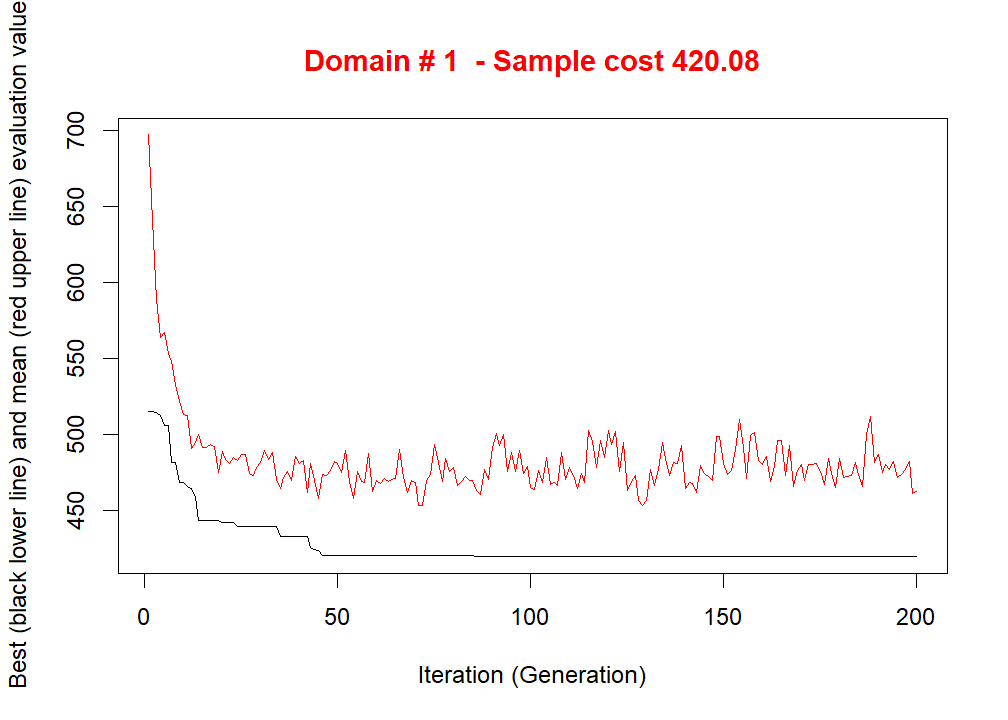 Domain # 1  - Sample cost 420.08
Best (black lower line) and mean (red upper line) evaluation value
700
650
600
550
500
450
0 50 100 150 200
Iteration (Generation)